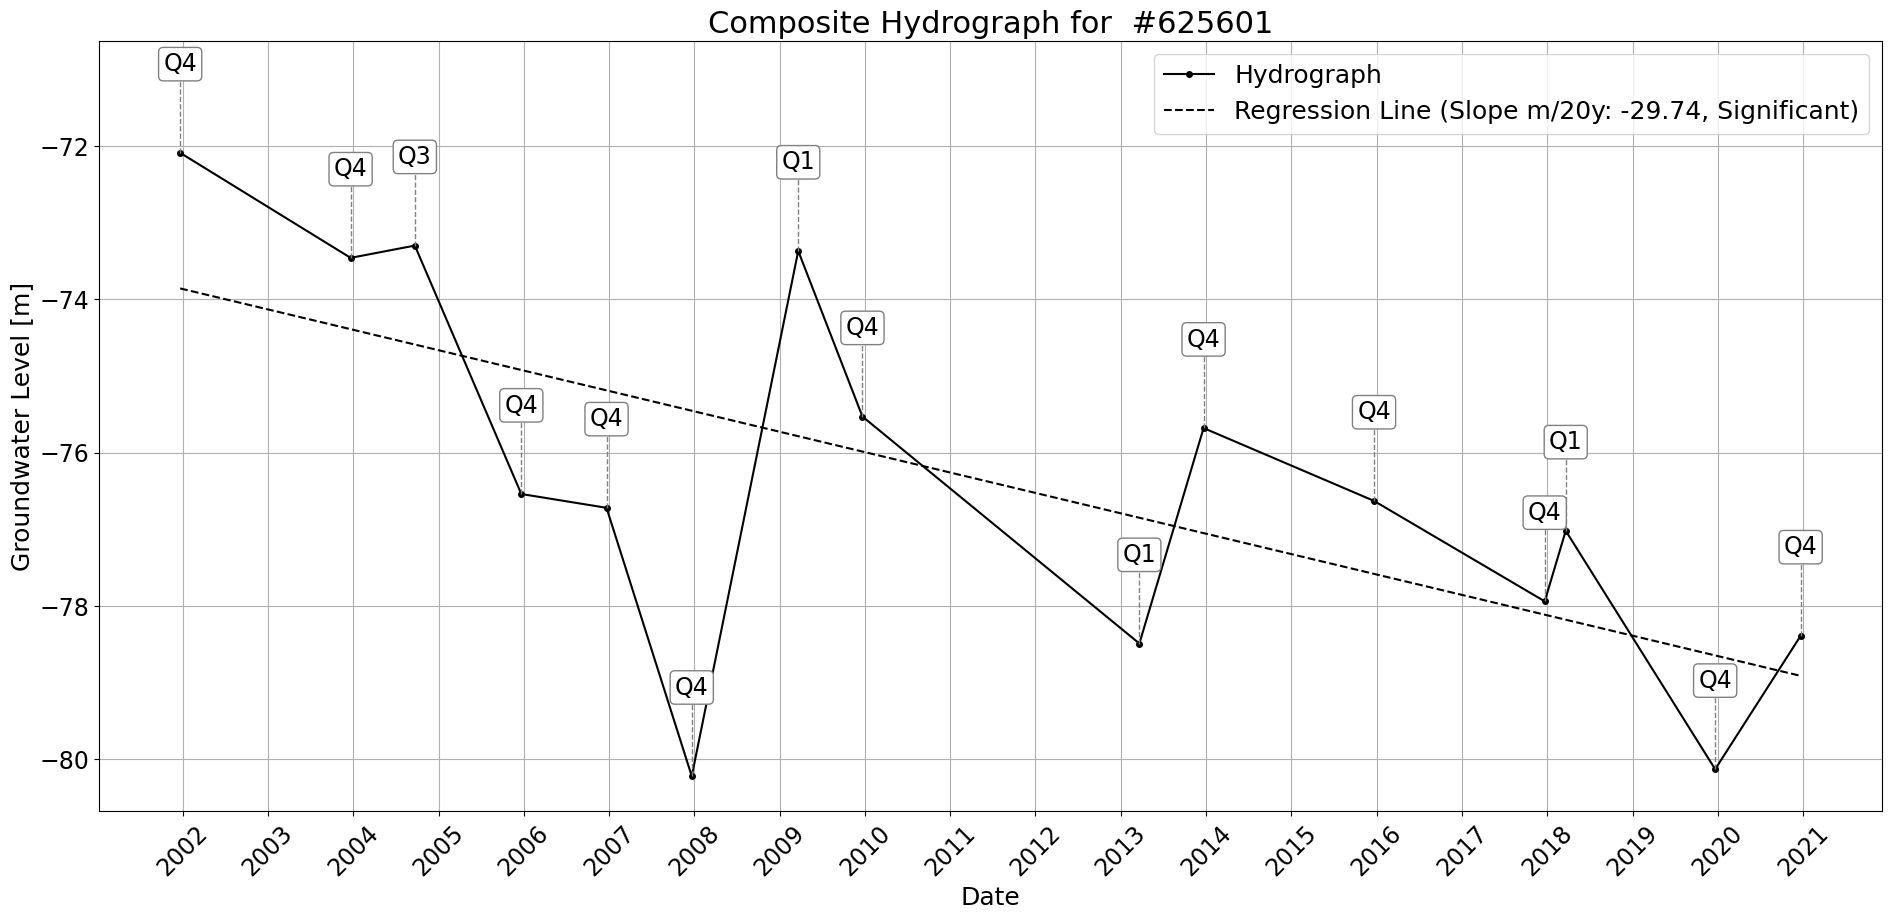 Composite Hydrograph for  #625601
Hydrograph
Regression Line (Slope m/20y: -29.74, Significant)
Groundwater Level [m]
−72
−74
−76
−78
−80
Q4
Q4
Q3
Q4
Q4
Q4
Q1
Q4
Q1
Q4
Q4
Q4
Q1
Q4
Q4
2002
2003
2004
2005
2006
2007
2008
2009
2010
2011
2012
2013
2014
2015
2016
2017
2018
2019
2020
2021
Date